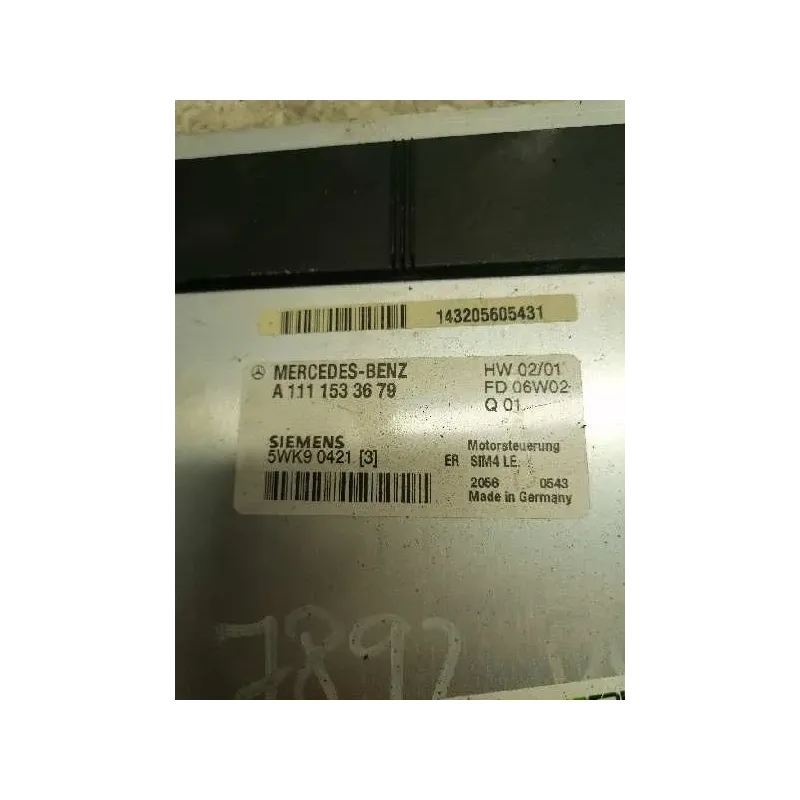 143205605431
MERCEDES-BENZ HW 02/01
A 111 153 36 79 FD 06W02
Q 01
SIEMENS Motorsteuerung
5WK9 0421 [3] ER SIM4 LE
2056 0543
Made in Germany
7892